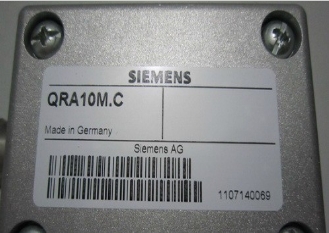 SIEMENS
QRA10M.C
Made in Germany
Siemens AG
1107140069